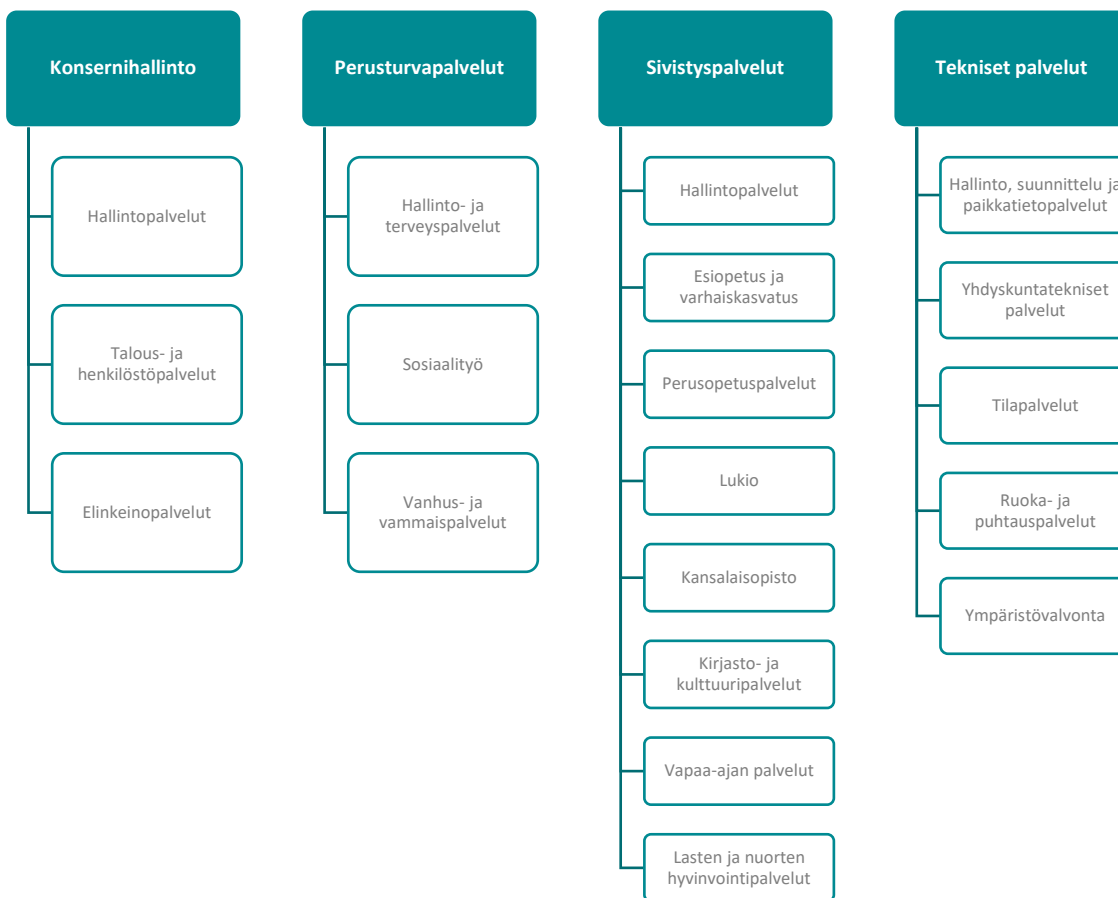 Konsernihallinto
Hallintopalvelut
Talous- ja
henkilöstöpalvelut
Elinkeinopalvelut
Perusturvapalvelut
Hallinto- ja
terveyspalvelut
Sosiaalityö
Vanhus- ja
vammaispalvelut
Sivistyspalvelut
Hallintopalvelut
Esiopetus ja
varhaiskasvatus
Perusopetuspalvelut
Lukio
Kansalaisopisto
Kirjasto- ja
kulttuuripalvelut
Vapaa-ajan palvelut
Lasten ja nuorten
hyvinvointipalvelut
Tekniset palvelut
Hallinto, suunnittelu ja
paikkatietopalvelut
Yhdyskuntatekniset
palvelut
Tilapalvelut
Ruoka- ja
puhtauspalvelut
Ympäristövalvonta